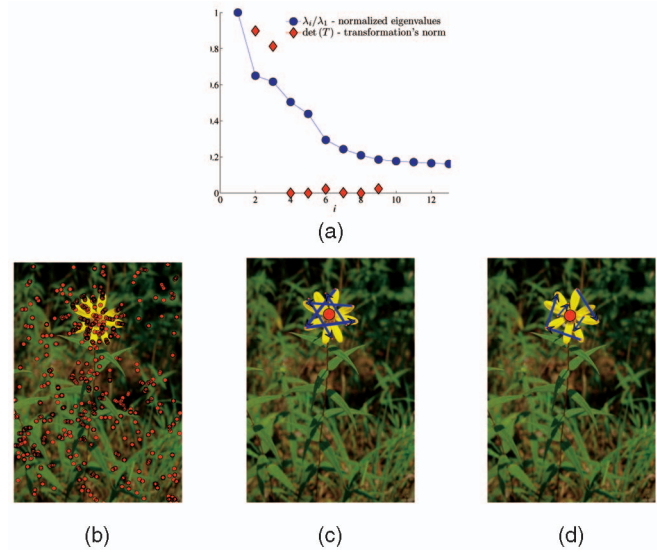 1
λᵢ/λ₁ - normalized eigenvalues
det (T) - transformation's norm
.8
.6
.4
0.2
0
0 2 4 6 8 10 12
i
(a)
(b) (c) (d)